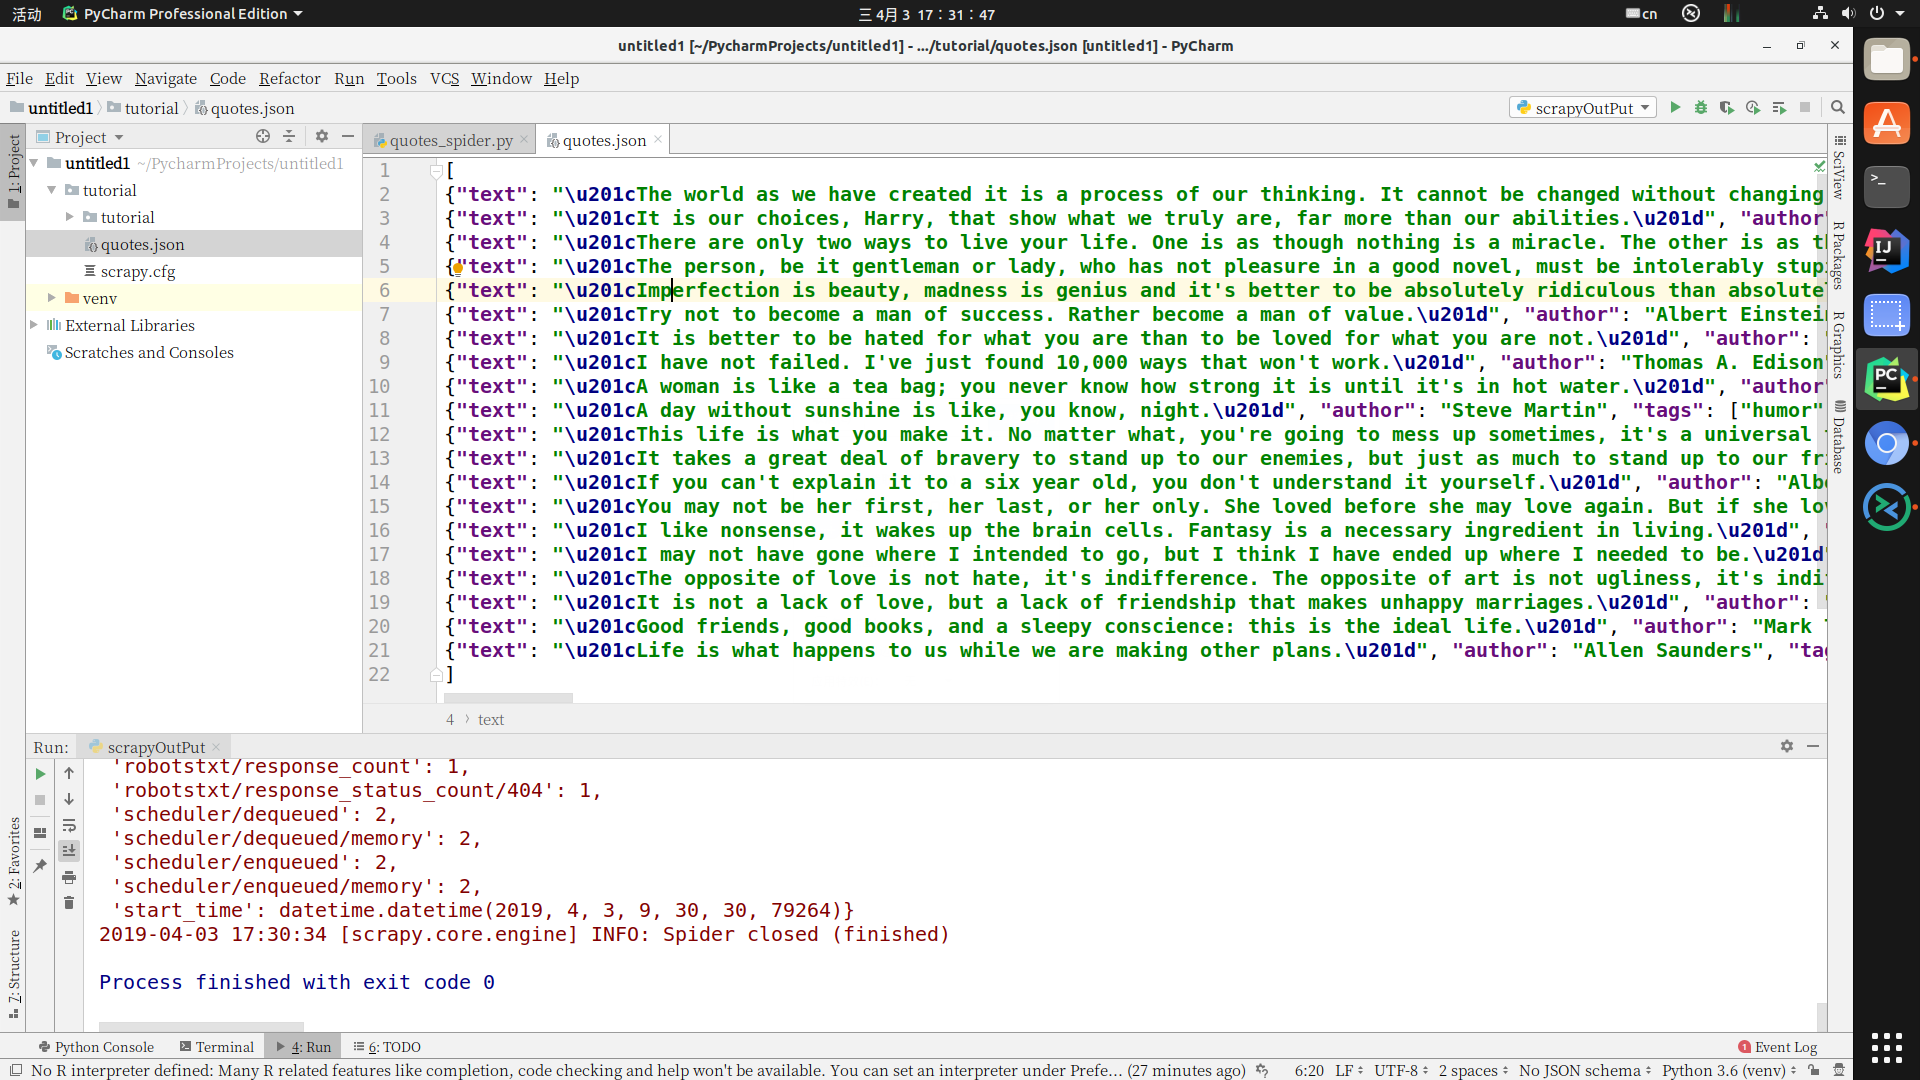 活动 PyCharm Professional Edition 三 4月 3 17：31：47 cn
untitled1 [~/PycharmProjects/untitled1] - .../tutorial/quotes.json [untitled1] - PyCharm
File Edit View Navigate Code Refactor Run Tools VCS Window Help
untitled1 tutorial quotes.json scrapyOutPut
Project quotes_spider.py quotes.json
untitled1 ~/PycharmProjects/untitled1
tutorial
tutorial
quotes.json
scrapy.cfg
venv
External Libraries
Scratches and Consoles
1 [
2 {"text": "\u201cThe world as we have created it is a process of our thinking. It cannot be changed without changing
3 {"text": "\u201cIt is our choices, Harry, that show what we truly are, far more than our abilities.\u201d", "author"
4 {"text": "\u201cThere are only two ways to live your life. One is as though nothing is a miracle. The other is as
5 {"text": "\u201cThe person, be it gentleman or lady, who has not pleasure in a good novel, must be intolerably stup
6 {"text": "\u201cImperfection is beauty, madness is genius and it's better to be absolutely ridiculous than absolute
7 {"text": "\u201cTry not to become a man of success. Rather become a man of value.\u201d", "author": "Albert Einstein
8 {"text": "\u201cIt is better to be hated for what you are than to be loved for what you are not.\u201d", "author":
9 {"text": "\u201cI have not failed. I've just found 10,000 ways that won't work.\u201d", "author": "Thomas A. Edison"
10 {"text": "\u201cA woman is like a tea bag; you never know how strong it is until it's in hot water.\u201d", "author
11 {"text": "\u201cA day without sunshine is like, you know, night.\u201d", "author": "Steve Martin", "tags": ["humor"
12 {"text": "\u201cThis life is what you make it. No matter what, you're going to mess up sometimes, it's a universal
13 {"text": "\u201cIt takes a great deal of bravery to stand up to our enemies, but just as much to stand up to our fri
14 {"text": "\u201cIf you can't explain it to a six year old, you don't understand it yourself.\u201d", "author": "Alb
15 {"text": "\u201cYou may not be her first, her last, or her only. She loved before she may love again. But if she lov
16 {"text": "\u201cI like nonsense, it wakes up the brain cells. Fantasy is a necessary ingredient in living.\u201d",
17 {"text": "\u201cI may not have gone where I intended to go, but I think I have ended up where I needed to be.\u201d"
18 {"text": "\u201cThe opposite of love is not hate, it's indifference. The opposite of art is not ugliness, it's indi
19 {"text": "\u201cIt is not a lack of love, but a lack of friendship that makes unhappy marriages.\u201d", "author":
20 {"text": "\u201cGood friends, good books, and a sleepy conscience: this is the ideal life.\u201d", "author": "Mark
21 {"text": "\u201cLife is what happens to us while we are making other plans.\u201d", "author": "Allen Saunders", "tag
22 ]
4 › text
1: Project
2: Favorites
7: Structure
SciView
R Packages
R Graphics
Database
Run: scrapyOutPut
'robotstxt/response_count': 1,
'robotstxt/response_status_count/404': 1,
'scheduler/dequeued': 2,
'scheduler/dequeued/memory': 2,
'scheduler/enqueued': 2,
'scheduler/enqueued/memory': 2,
'start_time': datetime.datetime(2019, 4, 3, 9, 30, 30, 79264)}
2019-04-03 17:30:34 [scrapy.core.engine] INFO: Spider closed (finished)
Process finished with exit code 0
Python Console Terminal 4: Run 6: TODO 1 Event Log
No R interpreter defined: Many R related features like completion, code checking and help won't be available. You can set an interpreter under Prefe... (27 minutes ago) 6:20 LF UTF-8 2 spaces No JSON schema Python 3.6 (venv)
IJ
PC